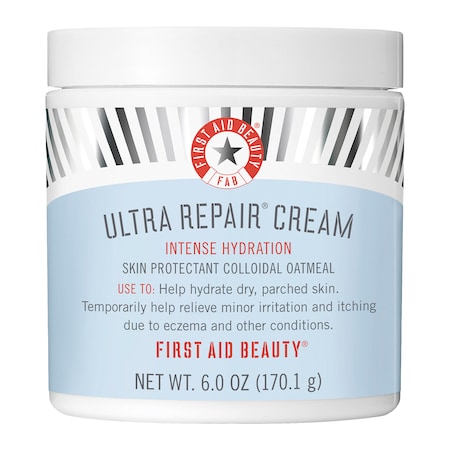 FIRST AID BEAUTY
FAB
ULTRA REPAIR® CREAM
INTENSE HYDRATION
SKIN PROTECTANT COLLOIDAL OATMEAL
USE TO: Help hydrate dry, parched skin.
Temporarily help relieve minor irritation and itching
due to eczema and other conditions.
FIRST AID BEAUTY®
NET WT. 6.0 OZ (170.1 g)